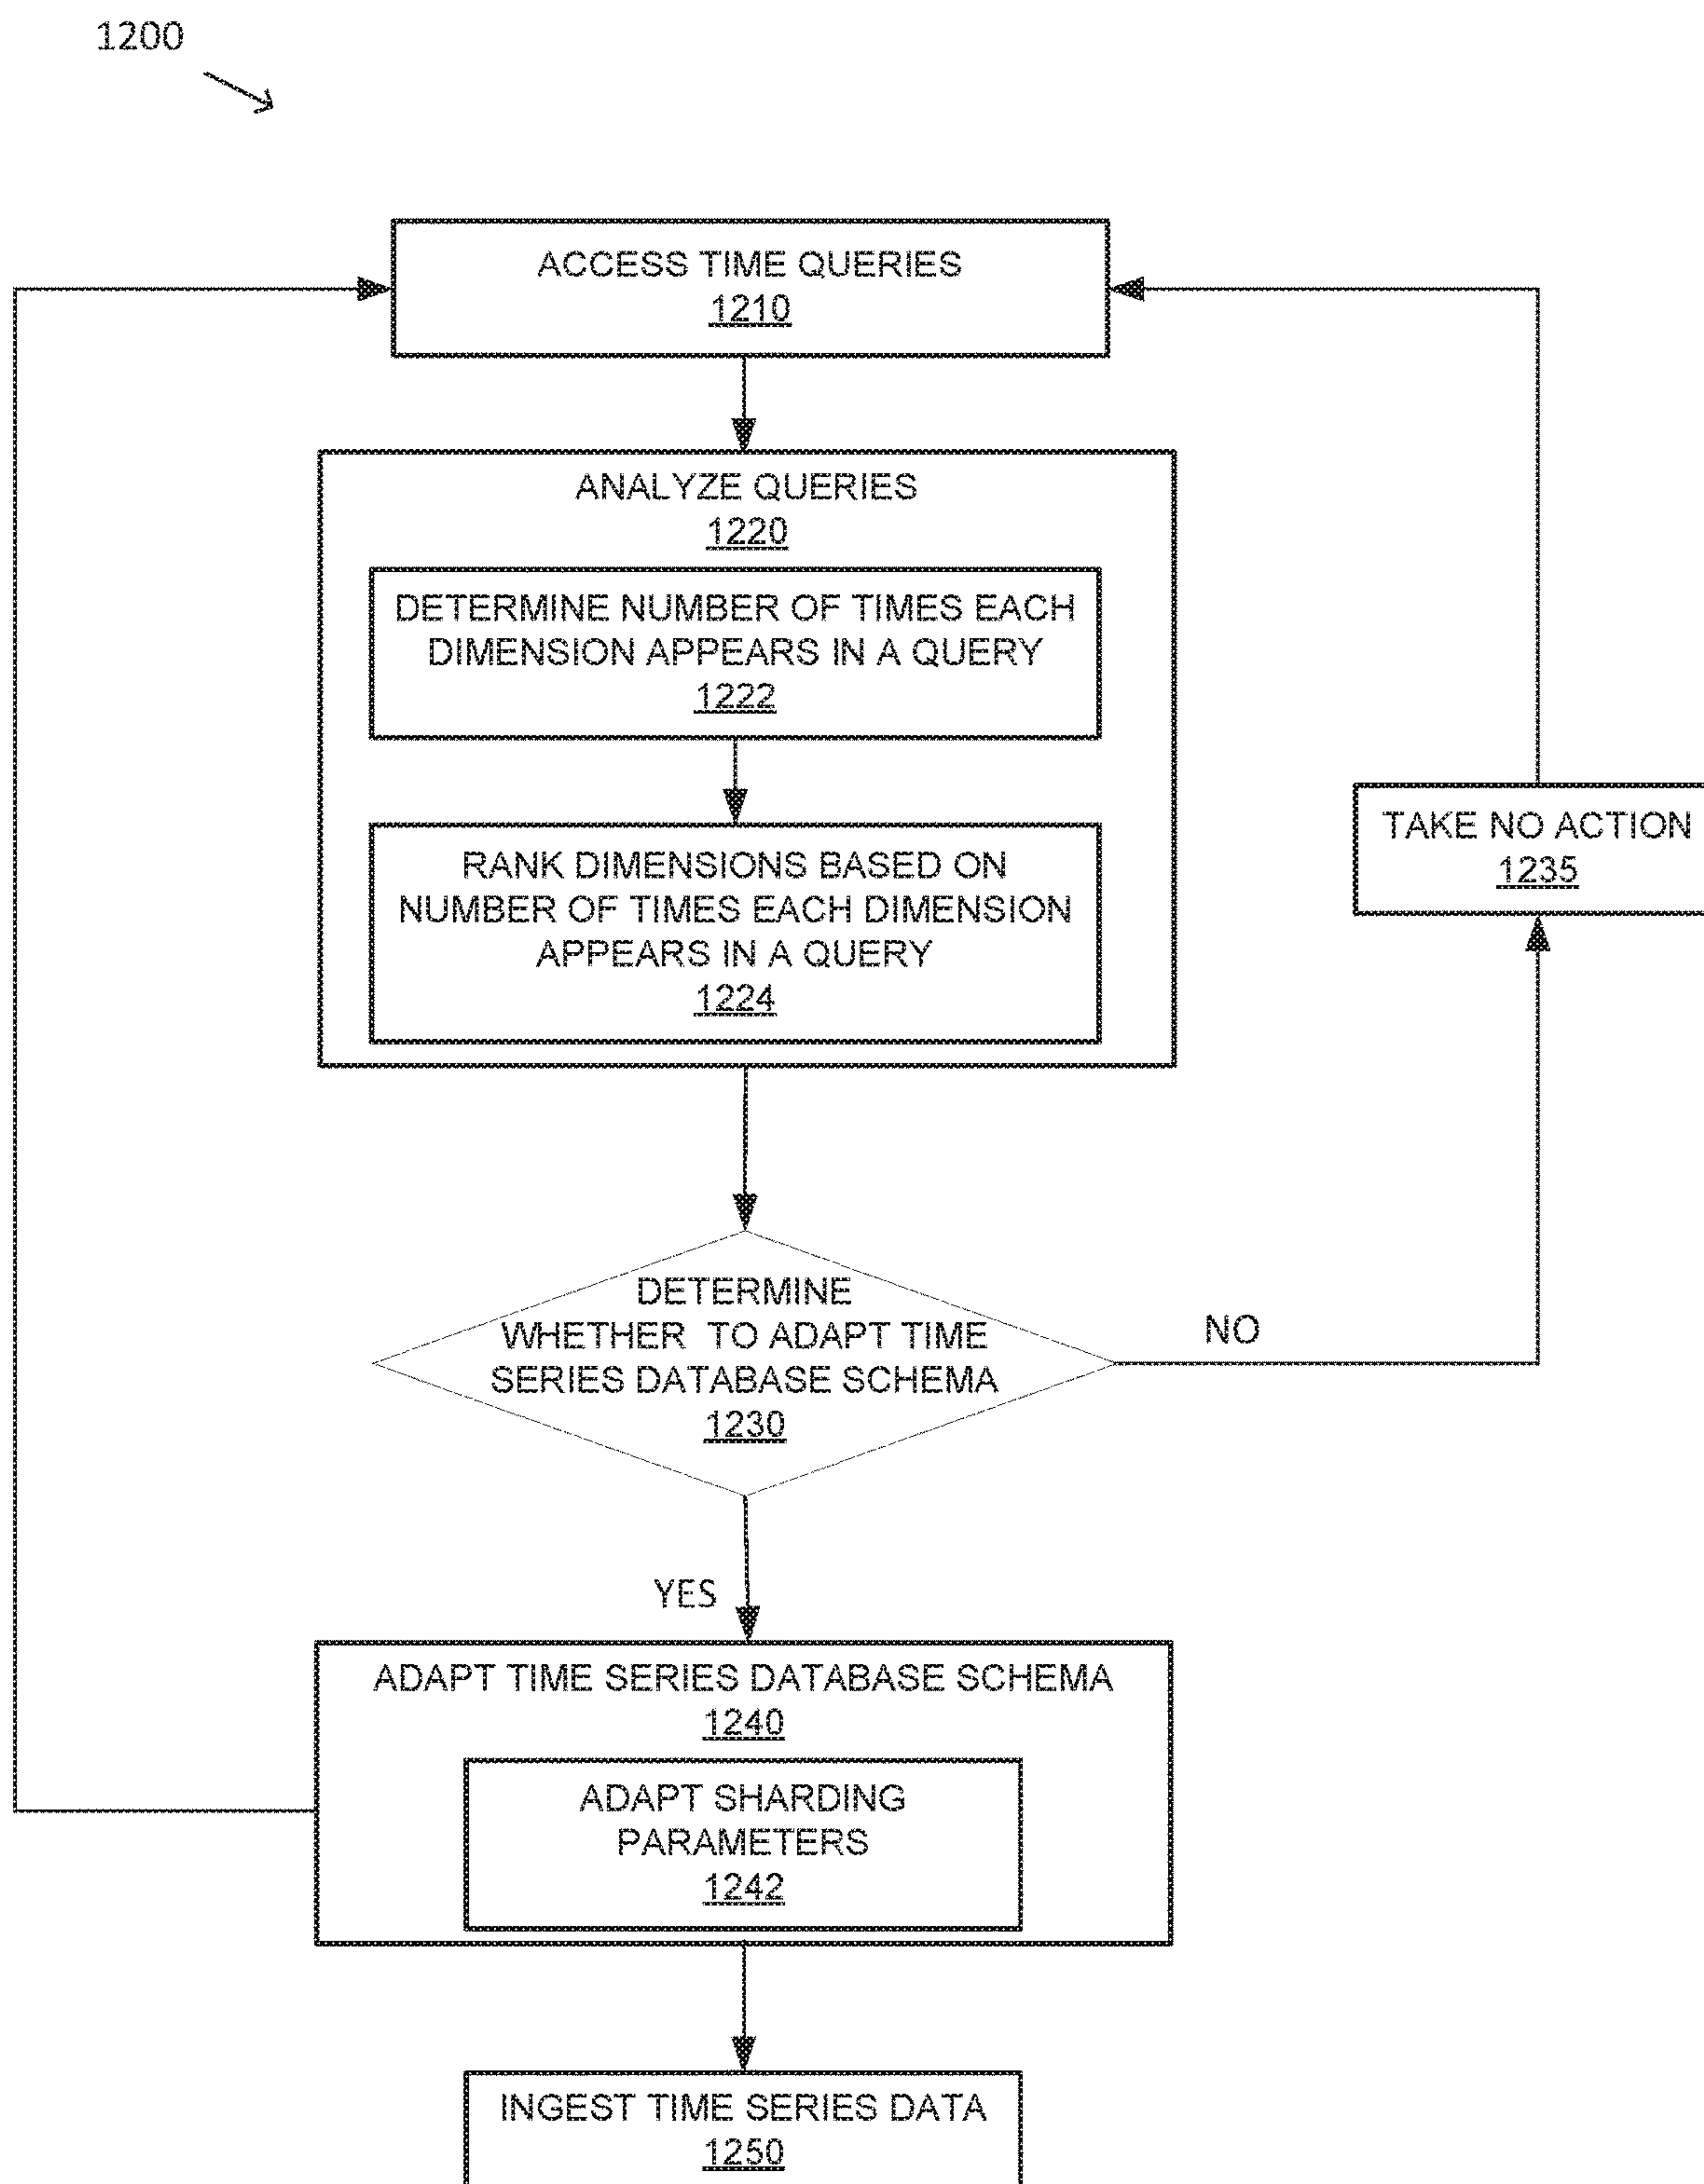 1200
ACCESS TIME QUERIES
1210
ANALYZE QUERIES
1220
DETERMINE NUMBER OF TIMES EACH
DIMENSION APPEARS IN A QUERY
1222
RANK DIMENSIONS BASED ON
NUMBER OF TIMES EACH DIMENSION
APPEARS IN A QUERY
1224
TAKE NO ACTION
1235
DETERMINE
WHETHER TO ADAPT TIME
SERIES DATABASE SCHEMA
1230
NO
YES
ADAPT TIME SERIES DATABASE SCHEMA
1240
ADAPT SHARDING
PARAMETERS
1242
INGEST TIME SERIES DATA
1250